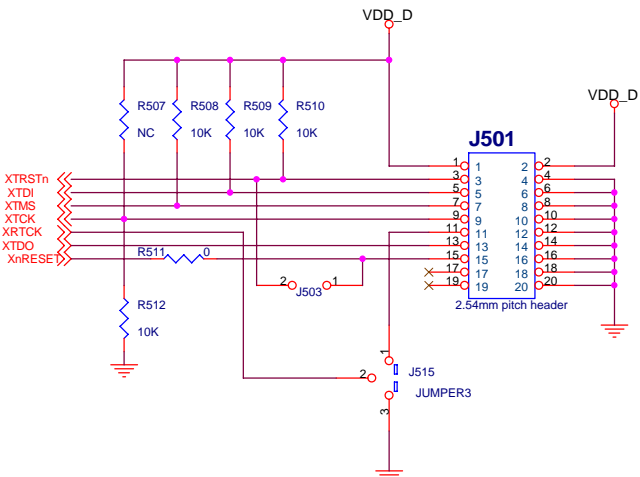 VDD_D
VDD_D
R507
R508
R509
R510
NC
10K
10K
10K
J501
1 1 2 2
XTRSTn 3 3 4 4
XTDI 5 5 6 6
XTMS 7 7 8 8
XTCK 9 9 10 10
XRTCK 11 11 12 12
XTDO 13 13 14 14
XnRESET R511 0 15 15 16 16
17 17 18 18
19 19 20 20
2 1
J503
2.54mm pitch header
R512
10K
1
2
3
J515
JUMPER3